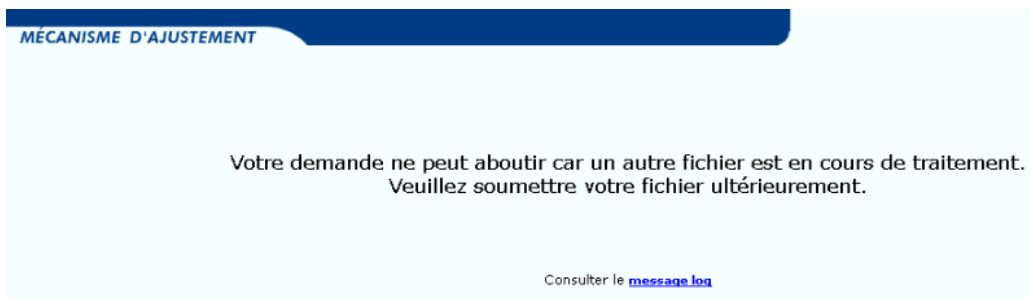 MÉCANISME D'AJUSTEMENT
Votre demande ne peut aboutir car un autre fichier est en cours de traitement.
Veuillez soumettre votre fichier ultérieurement.
Consulter le message log